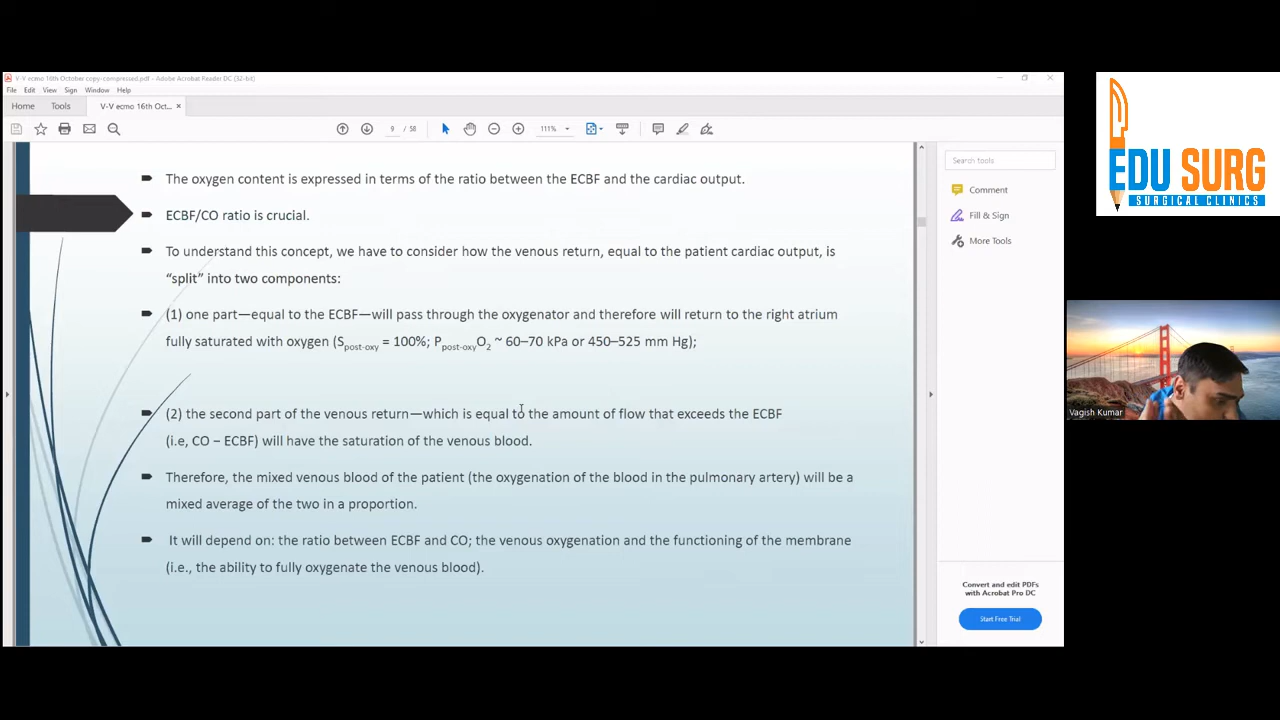 V-V ecmo 16th October copy-compressed.pdf - Adobe Acrobat Reader DC (32-bit)
File Edit View Sign Window Help
Home Tools V-V ecmo 16th Oct... ×
9 / 58 111%
The oxygen content is expressed in terms of the ratio between the ECBF and the cardiac output.
ECBF/CO ratio is crucial.
To understand this concept, we have to consider how the venous return, equal to the patient cardiac output, is
“split” into two components:
(1) one part—equal to the ECBF—will pass through the oxygenator and therefore will return to the right atrium
fully saturated with oxygen (Spost-oxy = 100%; Ppost-oxyO2 ~ 60–70 kPa or 450–525 mm Hg);
(2) the second part of the venous return—which is equal to the amount of flow that exceeds the ECBF
(i.e, CO – ECBF) will have the saturation of the venous blood.
Therefore, the mixed venous blood of the patient (the oxygenation of the blood in the pulmonary artery) will be a
mixed average of the two in a proportion.
It will depend on: the ratio between ECBF and CO; the venous oxygenation and the functioning of the membrane
(i.e., the ability to fully oxygenate the venous blood).
Search tools
Comment
Fill & Sign
More Tools
Convert and edit PDFs
with Acrobat Pro DC
Start Free Trial
EDU SURG
SURGICAL CLINICS
Vagish Kumar